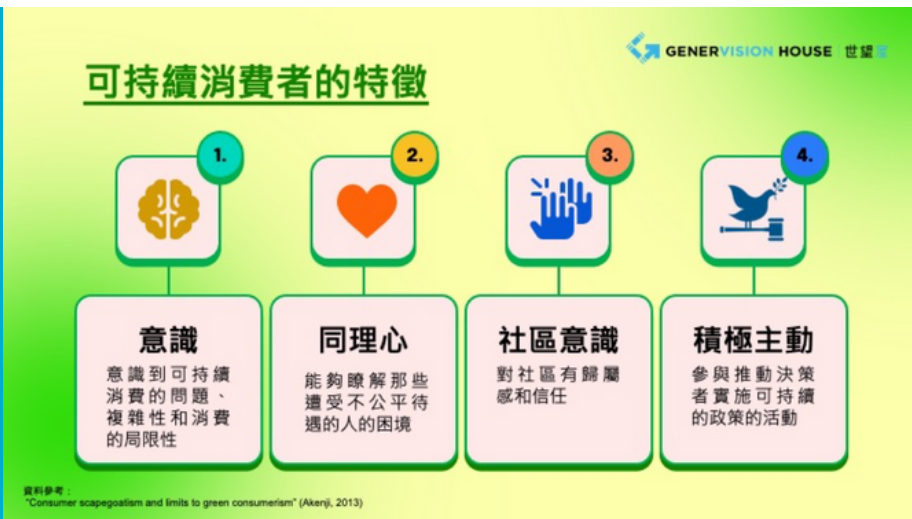 GENERVISION HOUSE 世望
可持續消費者的特徵
1.
2.
3.
4.
意識
意識到可持續
消費的問題、
複雜性和消費
的局限性
同理心
能夠瞭解那些
遭受不公平待
遇的人的困境
社區意識
對社區有歸屬
感和信任
積極主動
參與推動決策
者實施可持續
的政策的活動
資料參考：
"Consumer scapegoatism and limits to green consumerism" (Akenji, 2013)